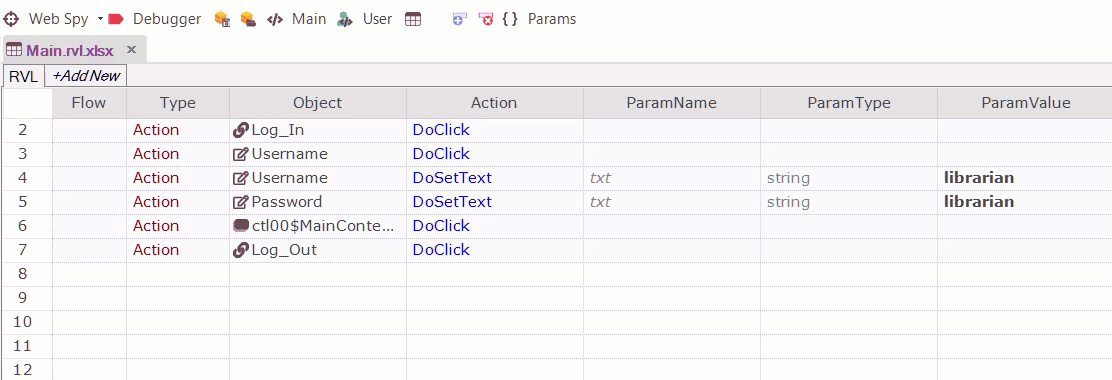 Web Spy Debugger Main User Params
Main.rvl.xlsx
RVL +Add New
Flow Type Object Action ParamName ParamType ParamValue
2 Action Log_In DoClick
3 Action Username DoClick
4 Action Username DoSetText txt string librarian
5 Action Password DoSetText txt string librarian
6 Action ctl00$MainConte... DoClick
7 Action Log_Out DoClick
8
9
10
11
12